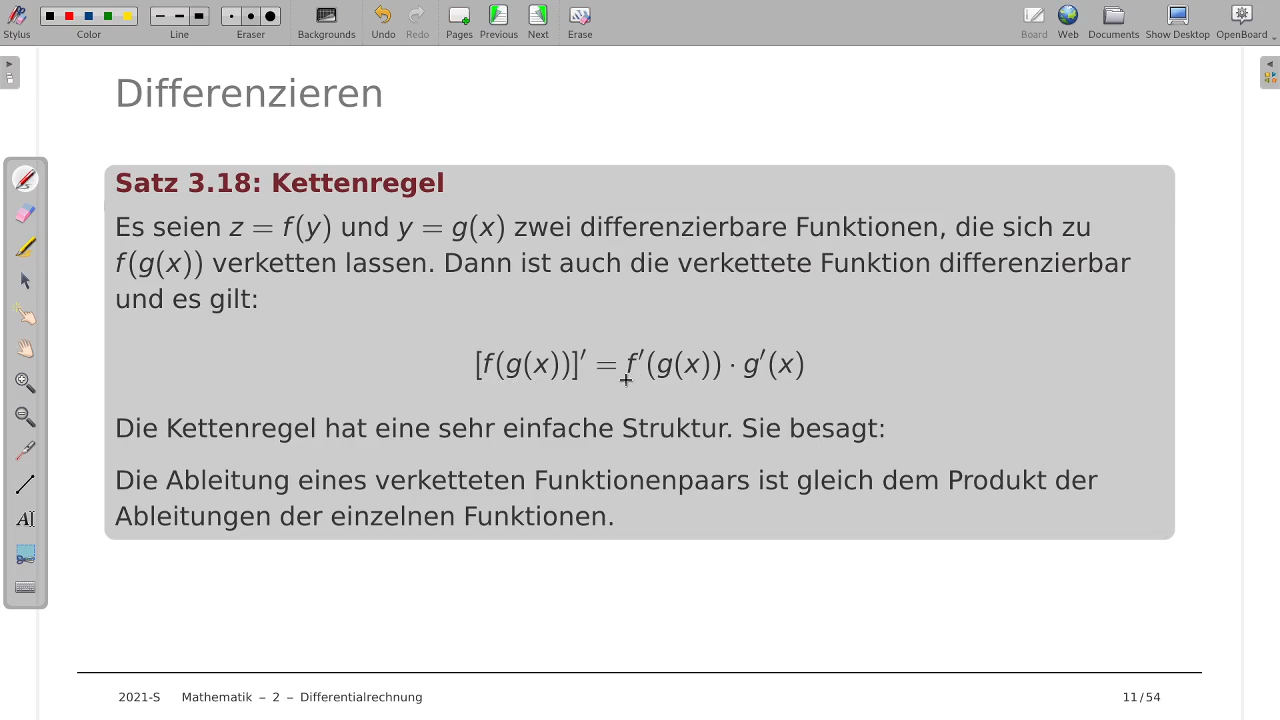 Stylus Color Line Eraser Backgrounds Undo Redo Pages Previous Next Erase Board Web Documents Show Desktop OpenBoard
Differenzieren
Satz 3.18: Kettenregel
Es seien z = f(y) und y = g(x) zwei differenzierbare Funktionen, die sich zu
f(g(x)) verketten lassen. Dann ist auch die verkettete Funktion differenzierbar
und es gilt:
[f(g(x))]′ = f′(g(x)) · g′(x)
Die Kettenregel hat eine sehr einfache Struktur. Sie besagt:
Die Ableitung eines verketteten Funktionenpaars ist gleich dem Produkt der
Ableitungen der einzelnen Funktionen.
2021-S Mathematik – 2 – Differentialrechnung 11/54